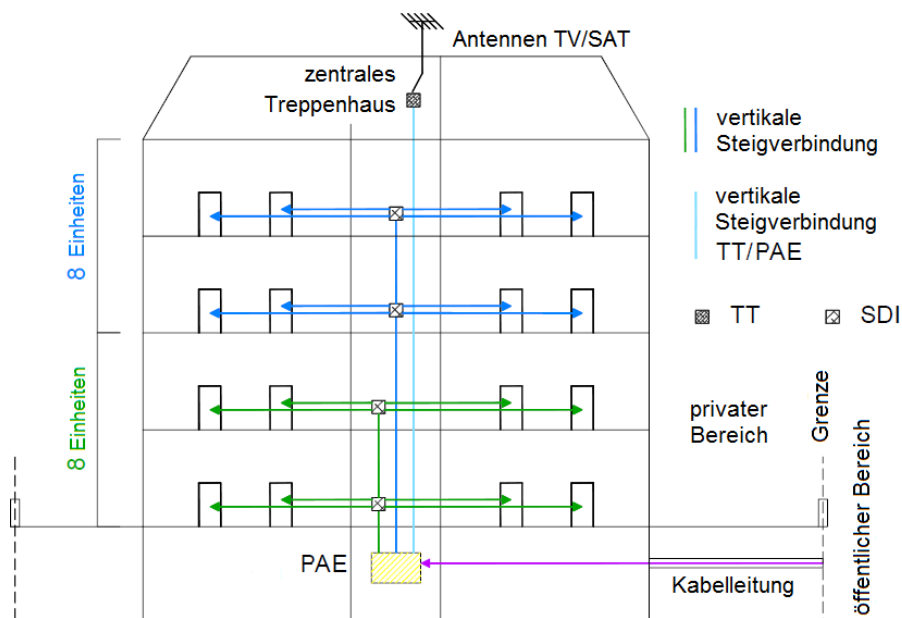 Antennen TV/SAT
zentrales
Treppenhaus
vertikale
Steigverbindung
vertikale
Steigverbindung
TT/PAE
TT
SDI
8 Einheiten
8 Einheiten
privater
Bereich
Grenze
öffentlicher Bereich
PAE
Kabelleitung